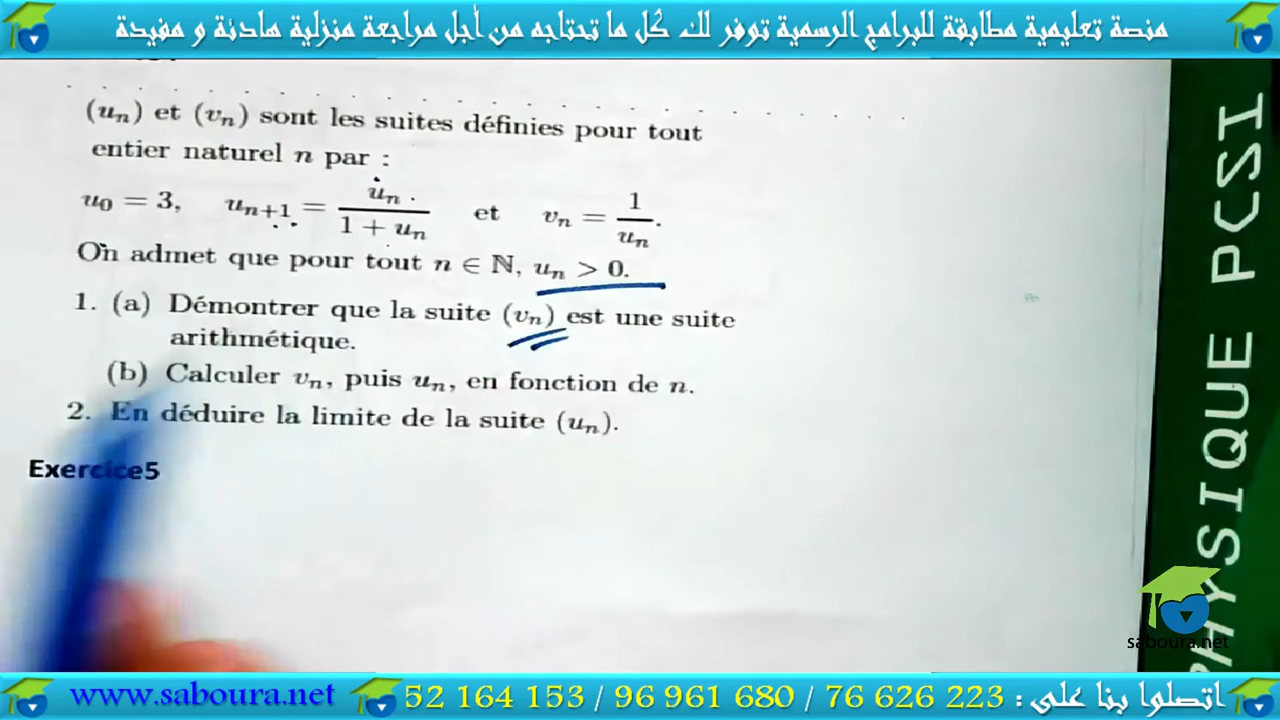 منصة تعليمية مطابقة للبرامج الرسمية توفر لك كل ما تحتاجه من أجل مراجعة منزلية هادئة و مفيدة
(uₙ) et (vₙ) sont les suites définies pour tout
entier naturel n par :
u₀ = 3, uₙ₊₁ = uₙ / (1 + uₙ) et vₙ = 1 / uₙ.
On admet que pour tout n ∈ ℕ, uₙ > 0.
1. (a) Démontrer que la suite (vₙ) est une suite
arithmétique.
(b) Calculer vₙ, puis uₙ, en fonction de n.
2. En déduire la limite de la suite (uₙ).
Exercice5
PHYSIQUE PCSI
saboura.net
www.saboura.net
52 164 153 / 96 961 680 / 76 626 223 : اتصلوا بنا على